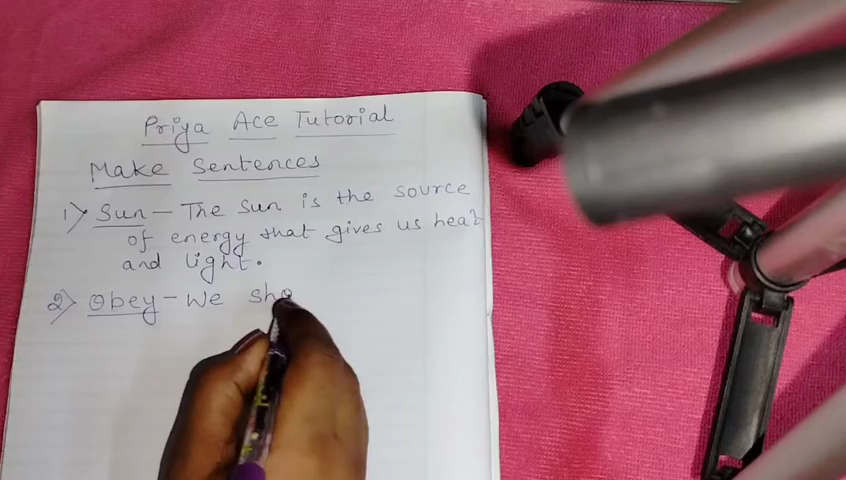 Priya Ace Tutorial
Make Sentences
1) Sun - The sun is the source
of energy that gives us heat
and light.
2) Obey - We sho